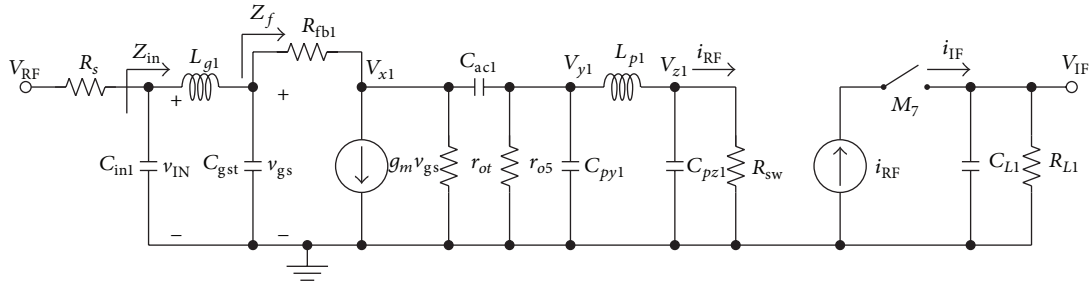 V_RF
R_s
Z_in
L_g1
Z_f
R_fb1
V_x1
C_ac1
V_y1
L_p1
V_z1
i_RF
i_IF
V_IF
M_7
+
+
C_in1
v_IN
C_gst
v_gs
g_m v_gs
r_ot
r_o5
C_py1
C_pz1
R_sw
i_RF
C_L1
R_L1
−
−